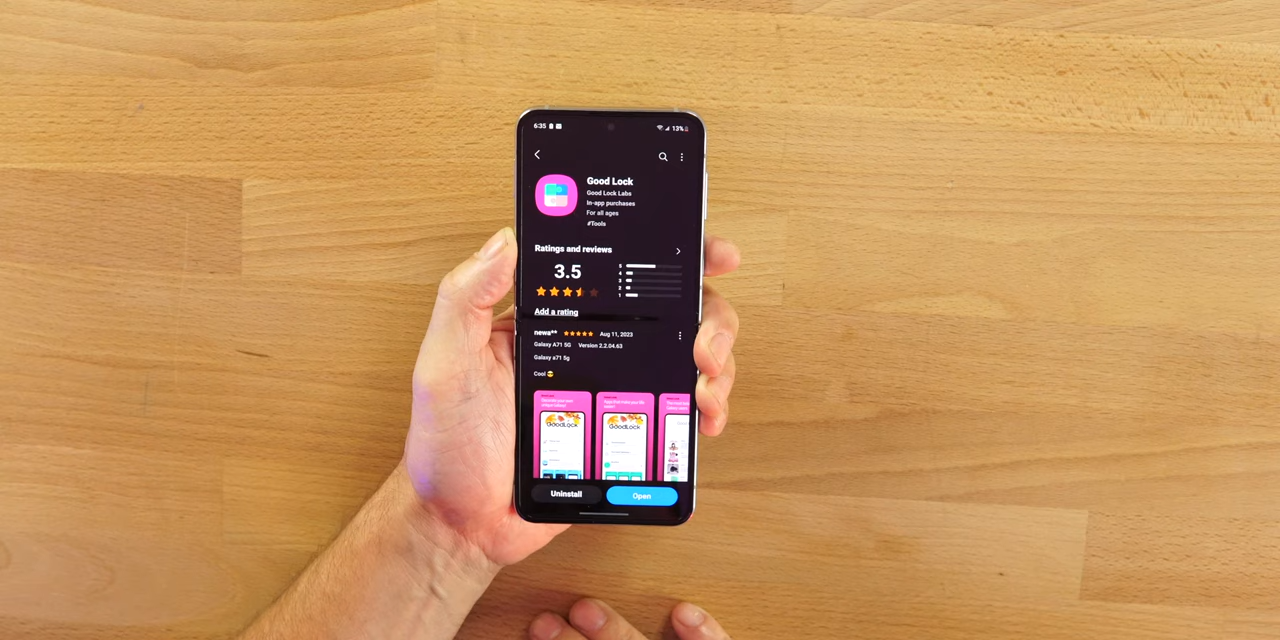 6:35
13%
Good Lock
Good Lock Labs
In-app purchases
For all ages
#Tools
Ratings and reviews
3.5
5
4
3
2
1
Add a rating
newa** Aug 11, 2023
Galaxy A71 5G Version 2.2.04.63
Galaxy a71 5g
Cool 😎
GoodLock
GoodLock
Uninstall
Open